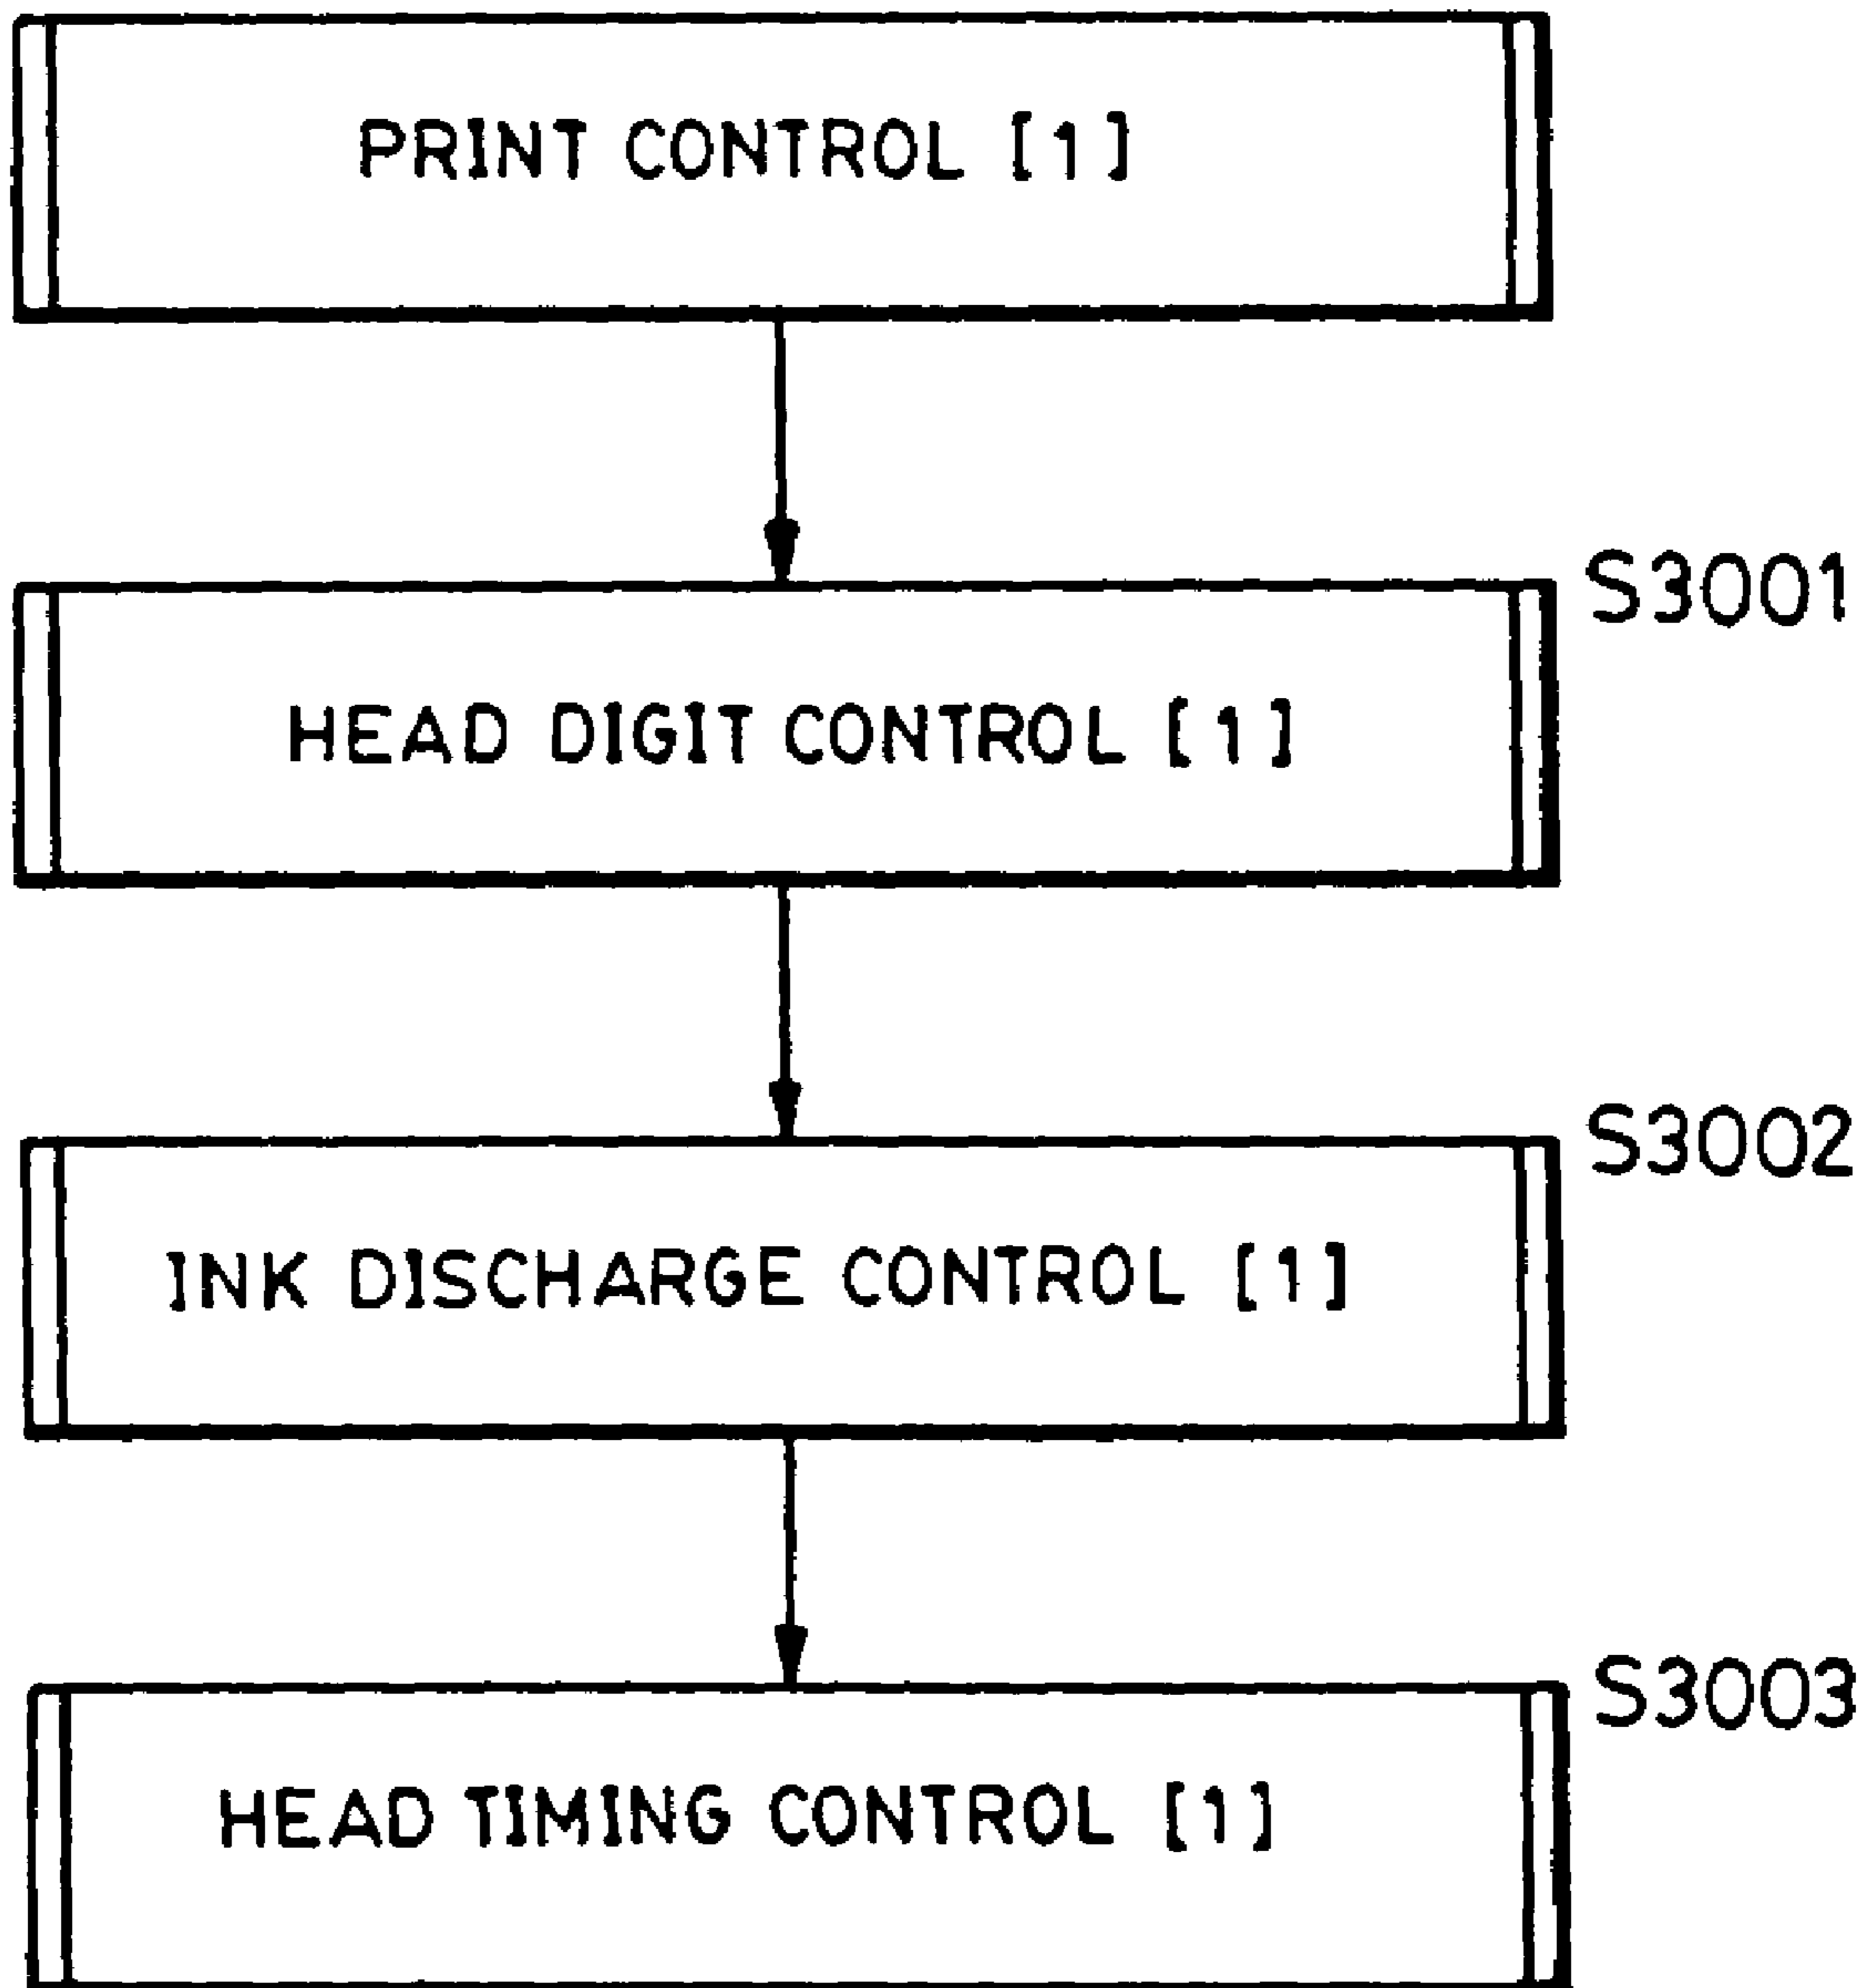 PRINT CONTROL [1]
S3001
HEAD DIGIT CONTROL [1]
S3002
INK DISCHARGE CONTROL [1]
S3003
HEAD TIMING CONTROL [1]